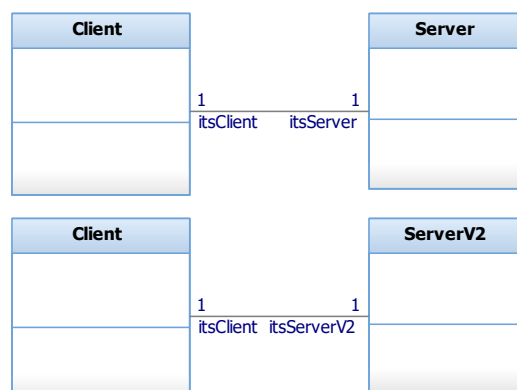 Client
Server
1
1
itsClient
itsServer
Client
ServerV2
1
1
itsClient
itsServerV2